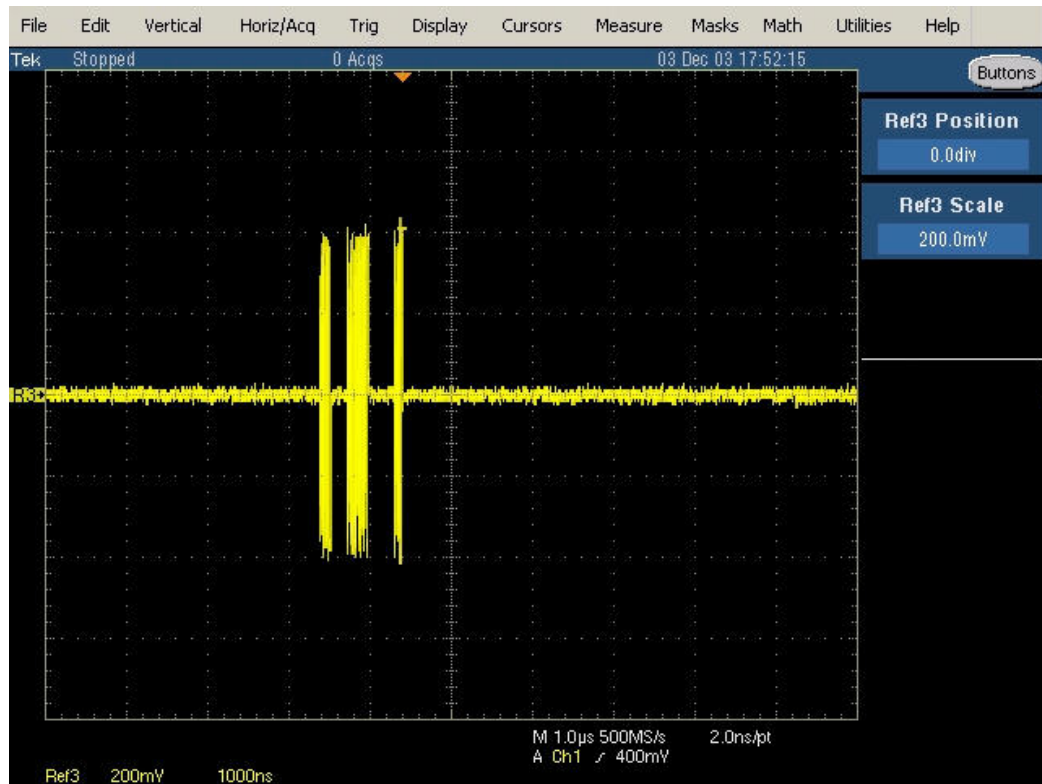 File Edit Vertical Horiz/Acq Trig Display Cursors Measure Masks Math Utilities Help
Tek Stopped 0 Acqs 03 Dec 03 17:52:15
Buttons
Ref3 Position
0.0div
Ref3 Scale
200.0mV
R3
M 1.0µs 500MS/s 2.0ns/pt
A Ch1 400mV
Ref3 200mV 1000ns